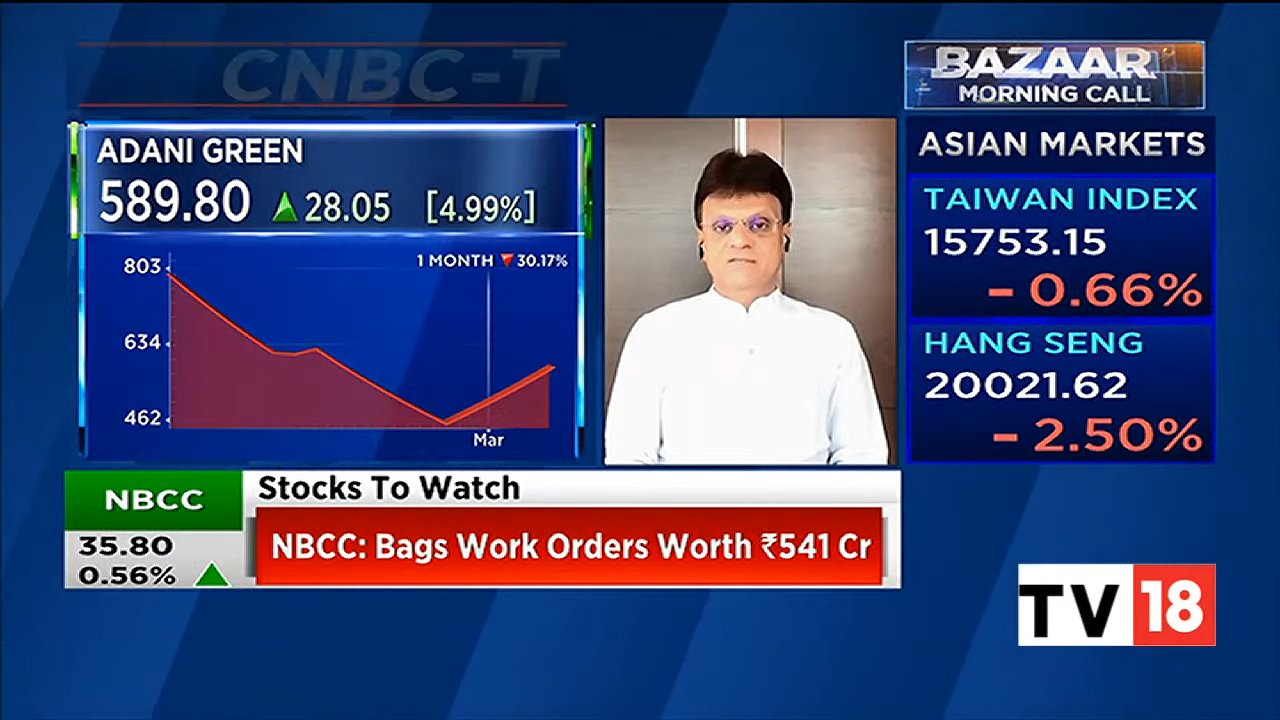 CNBC-T
BAZAAR
MORNING CALL
ADANI GREEN
589.80 ▲ 28.05 [4.99%]
1 MONTH ▼ 30.17%
803
634
462
Mar
ASIAN MARKETS
TAIWAN INDEX
15753.15
- 0.66%
HANG SENG
20021.62
- 2.50%
NBCC
35.80
0.56% ▲
Stocks To Watch
NBCC: Bags Work Orders Worth ₹541 Cr
TV 18